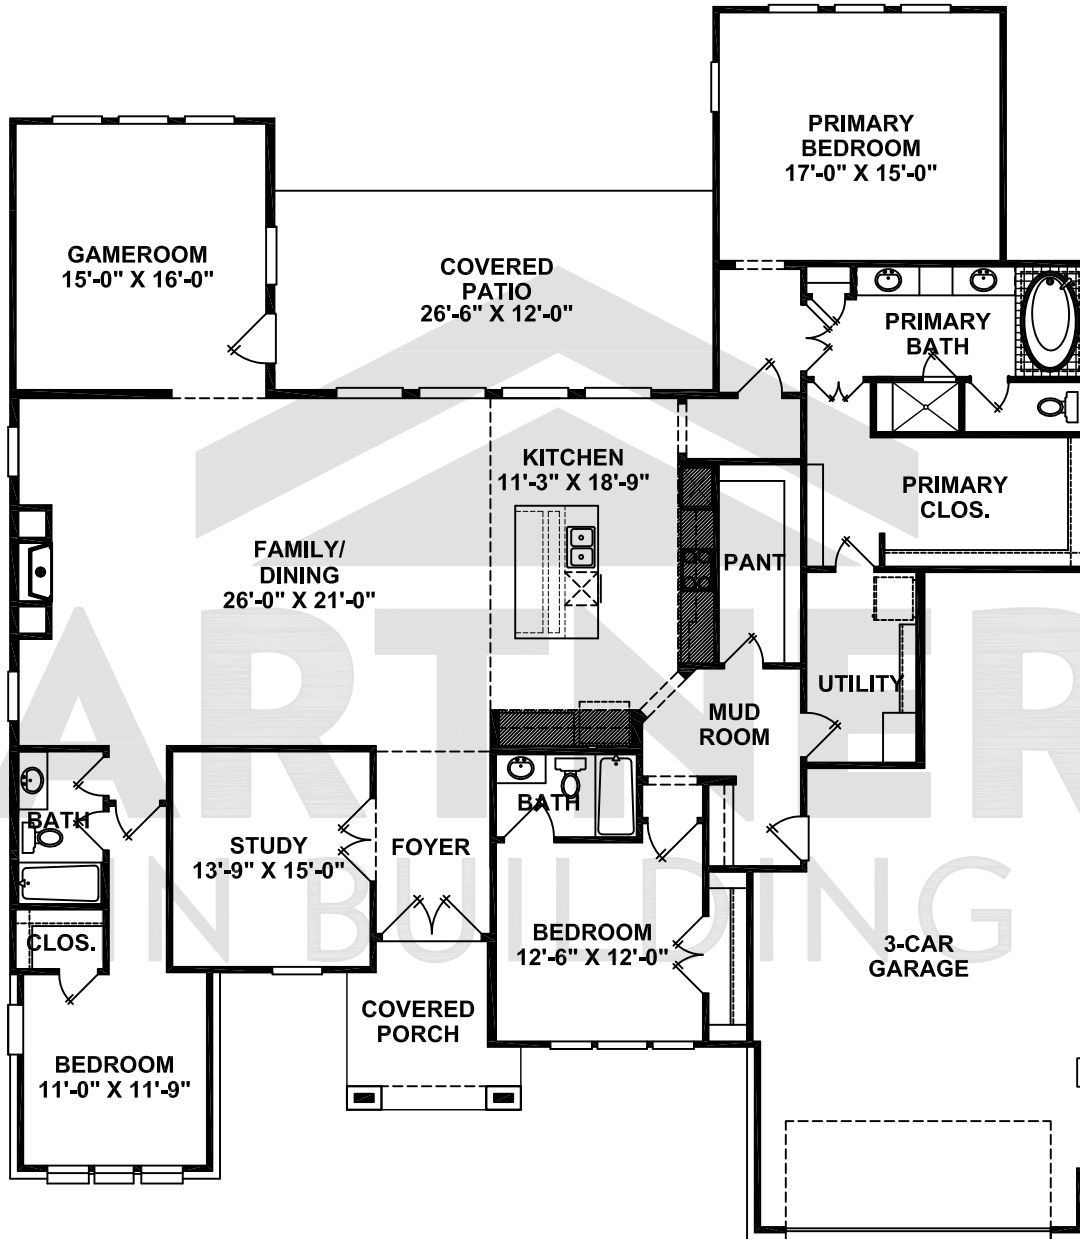 PRIMARY
BEDROOM
17'-0" X 15'-0"
GAMEROOM
15'-0" X 16'-0"
COVERED
PATIO
26'-6" X 12'-0"
PRIMARY
BATH
KITCHEN
11'-3" X 18'-9"
PRIMARY
CLOS.
FAMILY/
DINING
26'-0" X 21'-0"
PANT
UTILITY
MUD
ROOM
BATH
BATH
STUDY
13'-9" X 15'-0"
FOYER
BEDROOM
12'-6" X 12'-0"
CLOS.
3-CAR
GARAGE
COVERED
PORCH
BEDROOM
11'-0" X 11'-9"
ARTNER
IN BUILDING